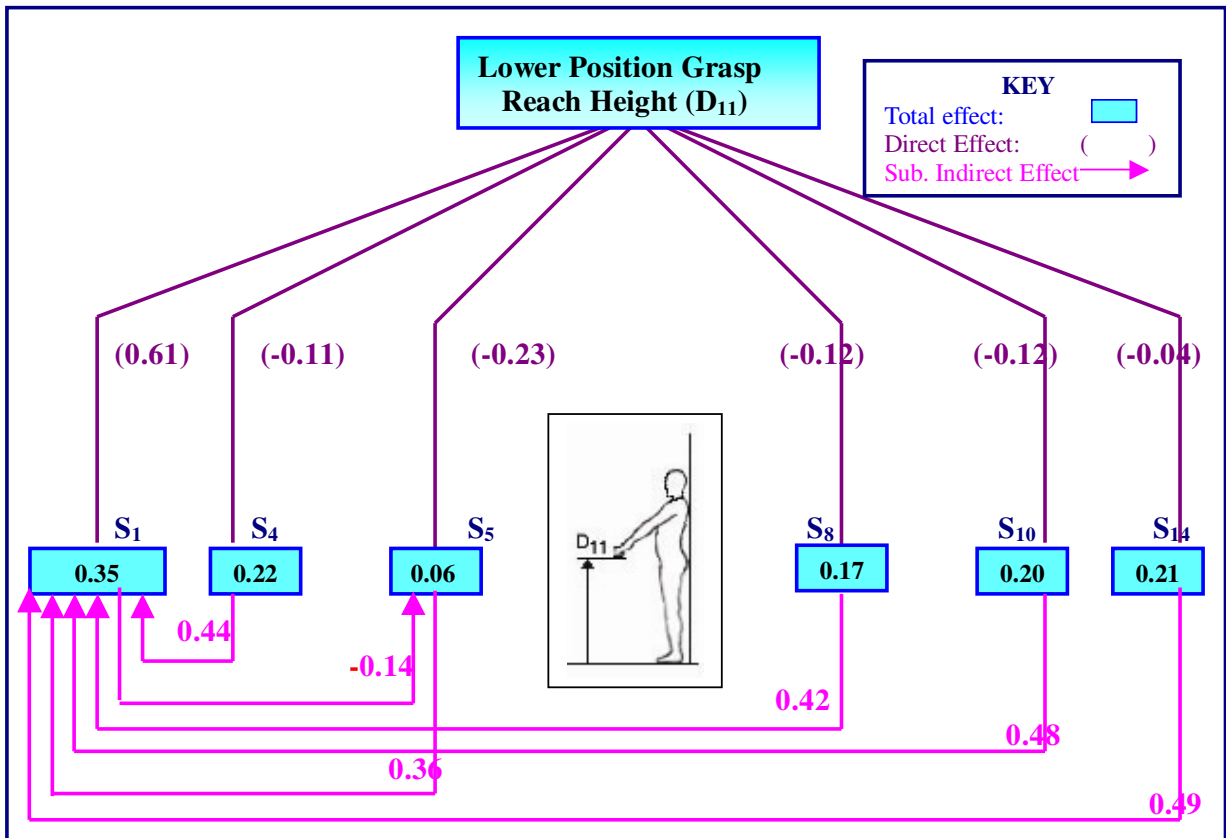 Lower Position Grasp
Reach Height (D₁₁)
KEY
Total effect:
Direct Effect: ( )
Sub. Indirect Effect
(0.61) (-0.11) (-0.23) (-0.12) (-0.12) (-0.04)
S₁ S₄ S₅ S₈ S₁₀ S₁₄
0.35 0.22 0.06 0.17 0.20 0.21
D₁₁
0.44
-0.14
0.42
0.48
0.36
0.49